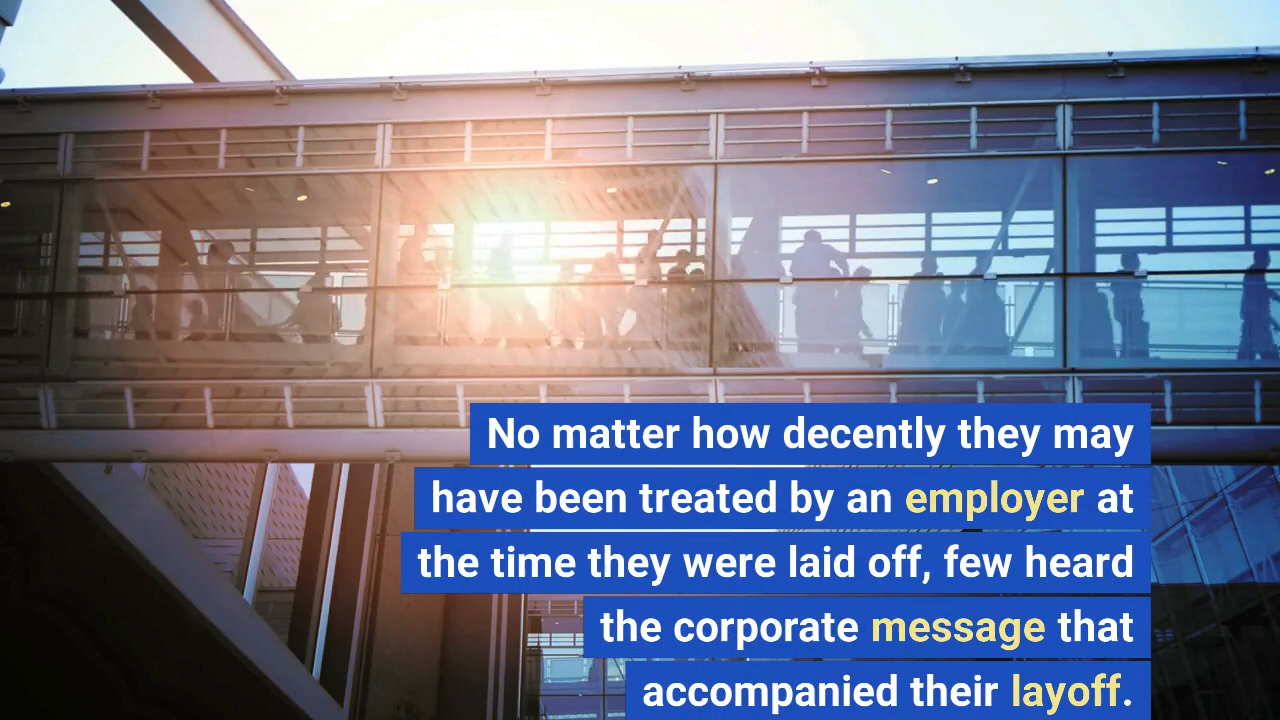 No matter how decently they may
have been treated by an employer at
the time they were laid off, few heard
the corporate message that
accompanied their layoff.